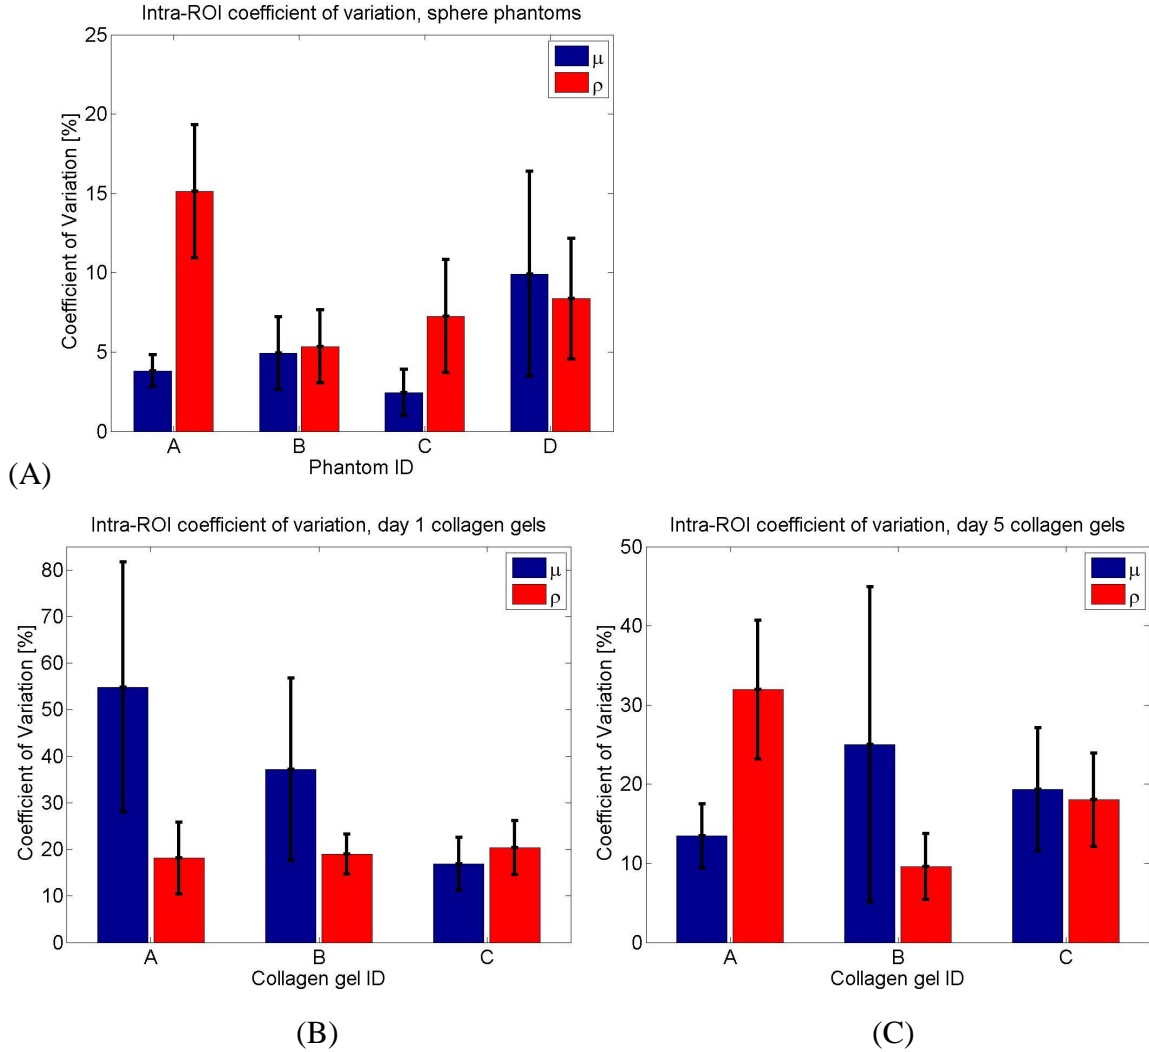 Intra-ROI coefficient of variation, sphere phantoms
25
20
15
10
5
0
Coefficient of Variation [%]
μ
ρ
A B C D
Phantom ID
(A)
Intra-ROI coefficient of variation, day 1 collagen gels
80
70
60
50
40
30
20
10
0
Coefficient of Variation [%]
μ
ρ
A B C
Collagen gel ID
(B)
Intra-ROI coefficient of variation, day 5 collagen gels
50
40
30
20
10
0
Coefficient of Variation [%]
μ
ρ
A B C
Collagen gel ID
(C)